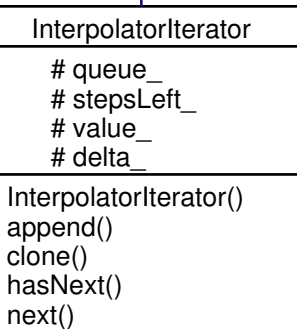 InterpolatorIterator
# queue_
# stepsLeft_
# value_
# delta_
InterpolatorIterator()
append()
clone()
hasNext()
next()